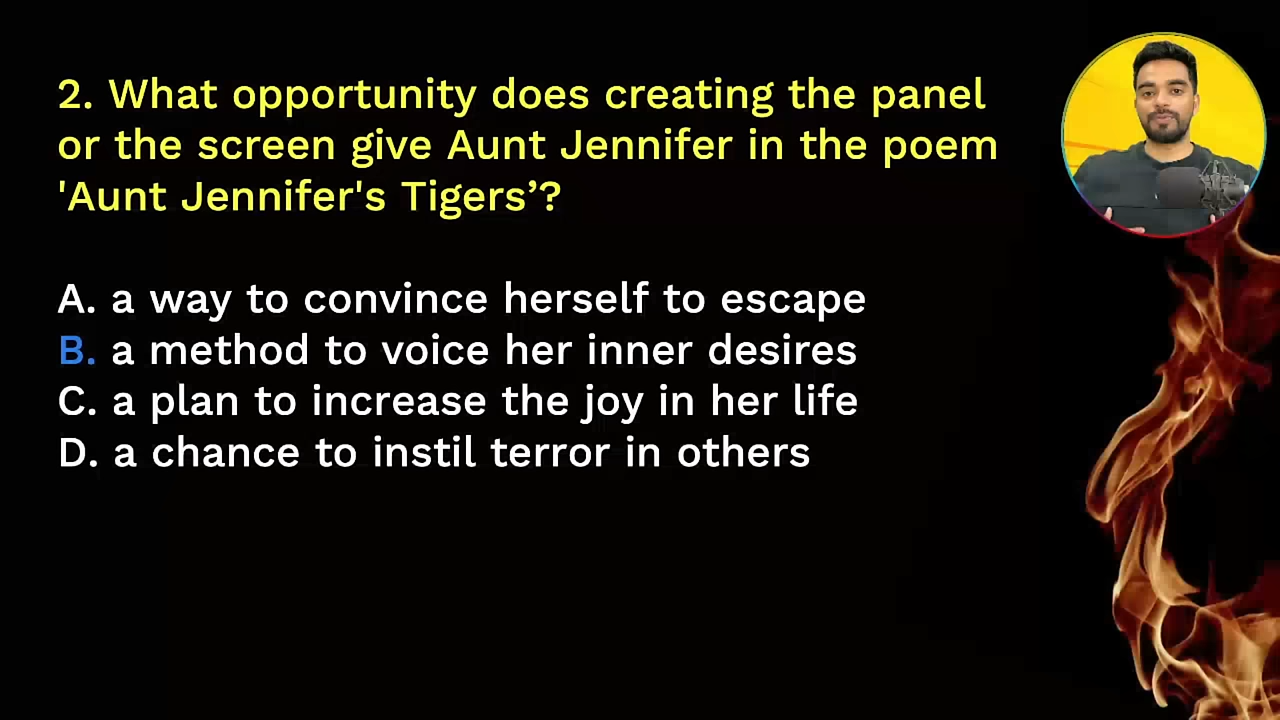 2. What opportunity does creating the panel
or the screen give Aunt Jennifer in the poem
'Aunt Jennifer's Tigers’?
A. a way to convince herself to escape
B. a method to voice her inner desires
C. a plan to increase the joy in her life
D. a chance to instil terror in others